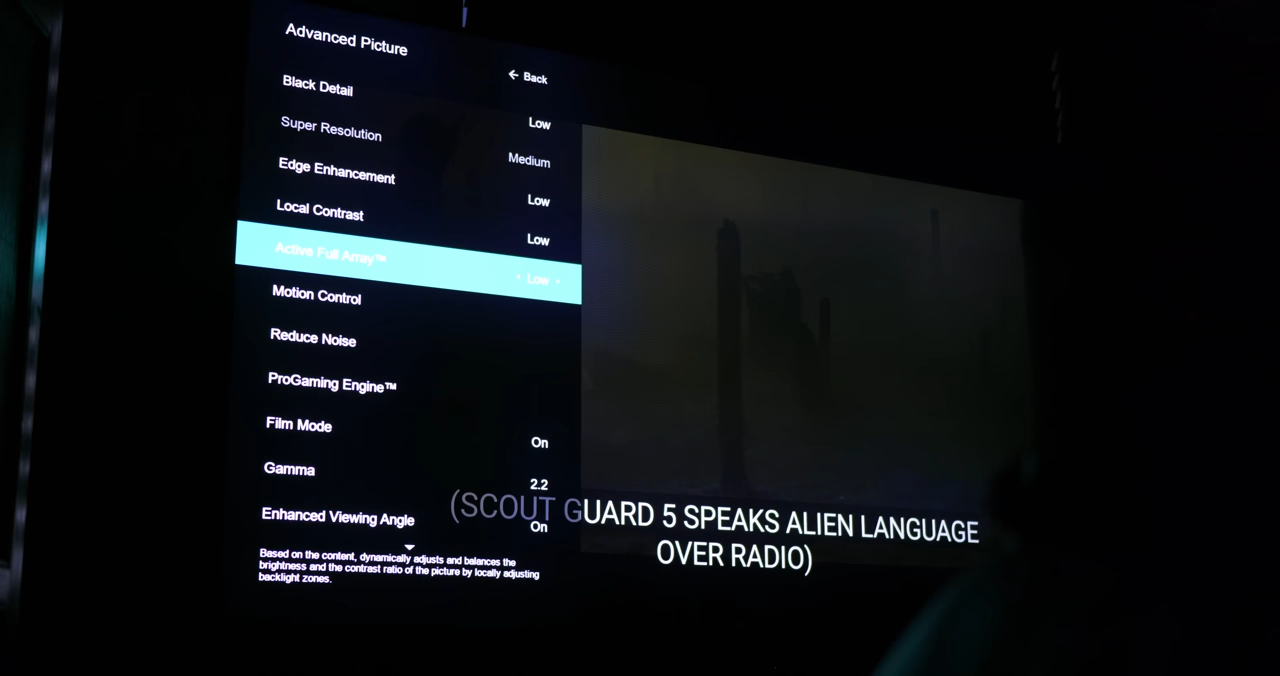 Advanced Picture
← Back
Black Detail Low
Super Resolution Medium
Edge Enhancement Low
Local Contrast Low
Active Full Array™ Low
Motion Control
Reduce Noise
ProGaming Engine™
Film Mode On
Gamma 2.2
Enhanced Viewing Angle On
Based on the content, dynamically adjusts and balances the
brightness and the contrast ratio of the picture by locally adjusting
backlight zones.
(SCOUT GUARD 5 SPEAKS ALIEN LANGUAGE
OVER RADIO)